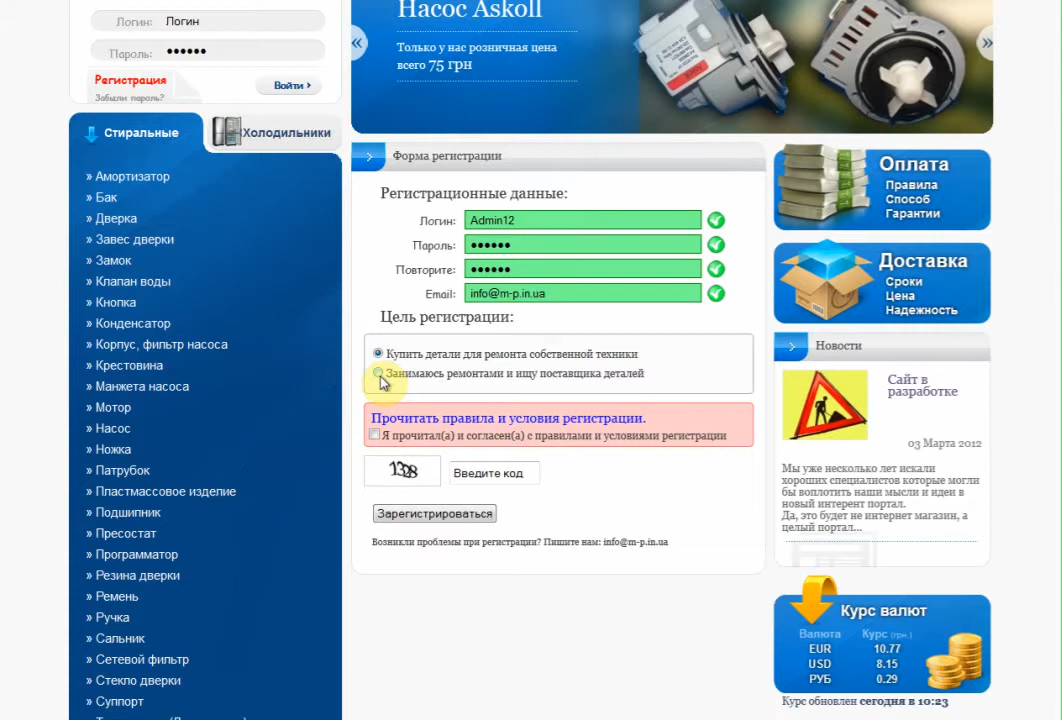 Логин: Логин
Пароль: ••••••
Регистрация
Забыли пароль?
Войти ›
Насос Askoll
Только у нас розничная цена
всего 75 грн
«
»
Стиральные
Холодильники
» Амортизатор
» Бак
» Дверка
» Завес дверки
» Замок
» Клапан воды
» Кнопка
» Конденсатор
» Корпус, фильтр насоса
» Крестовина
» Манжета насоса
» Мотор
» Насос
» Ножка
» Патрубок
» Пластмассовое изделие
» Подшипник
» Пресостат
» Программатор
» Резина дверки
» Ремень
» Ручка
» Сальник
» Сетевой фильтр
» Стекло дверки
» Суппорт
Форма регистрации
Регистрационные данные:
Логин: Admin12
Пароль: ••••••
Повторите: ••••••
Email: info@m-p.in.ua
Цель регистрации:
Купить детали для ремонта собственной техники
Занимаюсь ремонтами и ищу поставщика деталей
Прочитать правила и условия регистрации.
Я прочитал(а) и согласен(а) с правилами и условиями регистрации
1328
Введите код
Зарегистрироваться
Возникли проблемы при регистрации? Пишите нам: info@m-p.in.ua
Оплата
Правила
Способ
Гарантии
Доставка
Сроки
Цена
Надежность
Новости
Сайт в
разработке
03 Марта 2012
Мы уже несколько лет искали
хороших специалистов которые могли
бы воплотить наши мысли и идеи в
новый интерент портал.
Да, это будет не интернет магазин, а
целый портал...
Курс валют
Валюта Курс (грн.)
EUR 10.77
USD 8.15
РУБ 0.29
Курс обновлен сегодня в 10:23